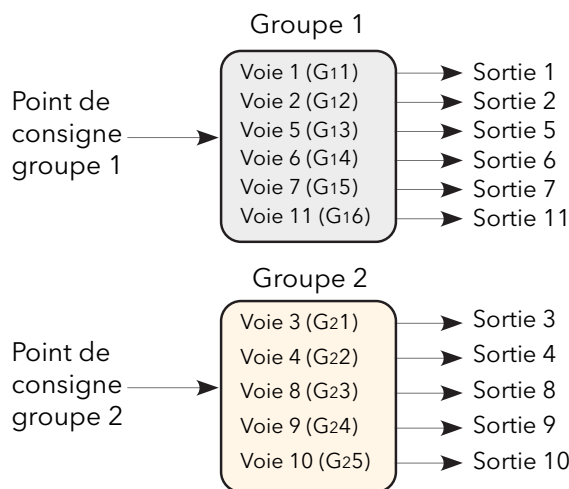 Groupe 1
Point de
consigne
groupe 1
Voie 1 (G11)
Voie 2 (G12)
Voie 5 (G13)
Voie 6 (G14)
Voie 7 (G15)
Voie 11 (G16)
Sortie 1
Sortie 2
Sortie 5
Sortie 6
Sortie 7
Sortie 11
Groupe 2
Point de
consigne
groupe 2
Voie 3 (G21)
Voie 4 (G22)
Voie 8 (G23)
Voie 9 (G24)
Voie 10 (G25)
Sortie 3
Sortie 4
Sortie 8
Sortie 9
Sortie 10